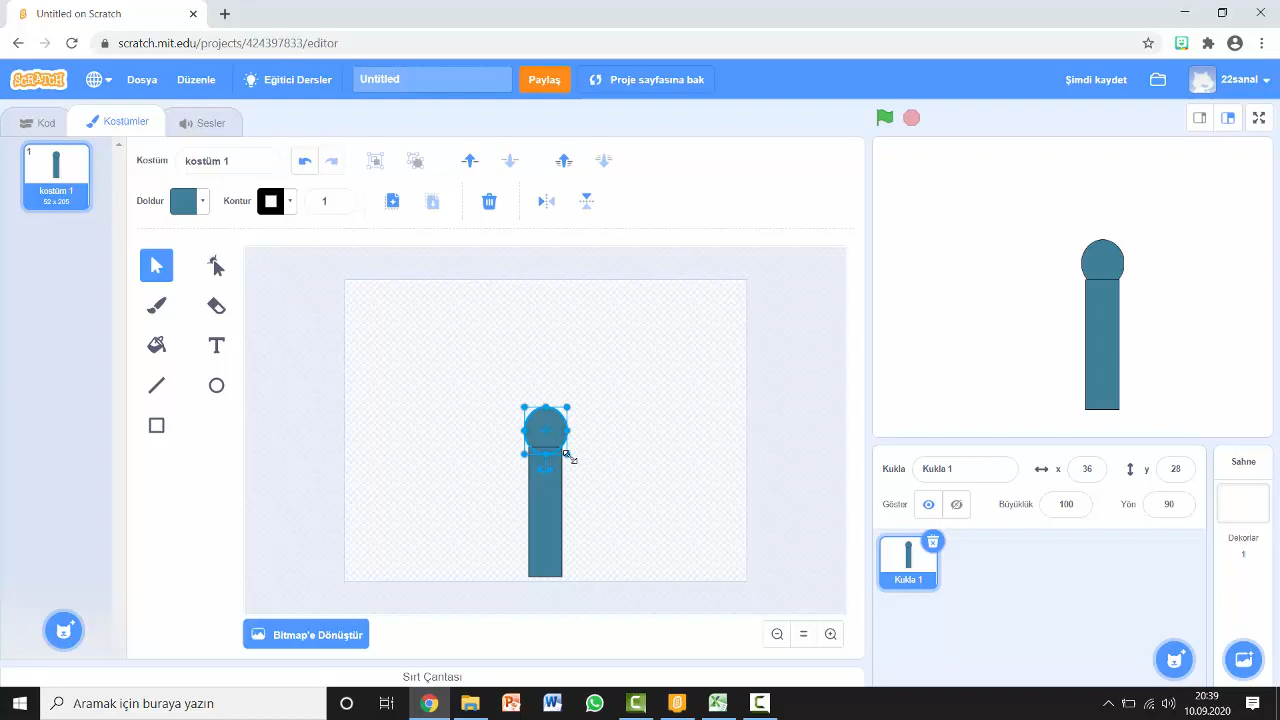 Untitled on Scratch
scratch.mit.edu/projects/424397833/editor
SCRATCH
Dosya
Düzenle
Eğitici Dersler
Untitled
Paylaş
Proje sayfasına bak
Şimdi kaydet
22sanal
Kod
Kostümler
Sesler
1
kostüm 1
52 x 205
Kostüm
kostüm 1
Doldur
Kontur
1
Bitmap'e Dönüştür
Sırt Çantası
Kukla
Kukla 1
x
36
y
28
Göster
Büyüklük
100
Yön
90
Kukla 1
Sahne
Dekorlar
1
Aramak için buraya yazın
20:39
10.09.2020